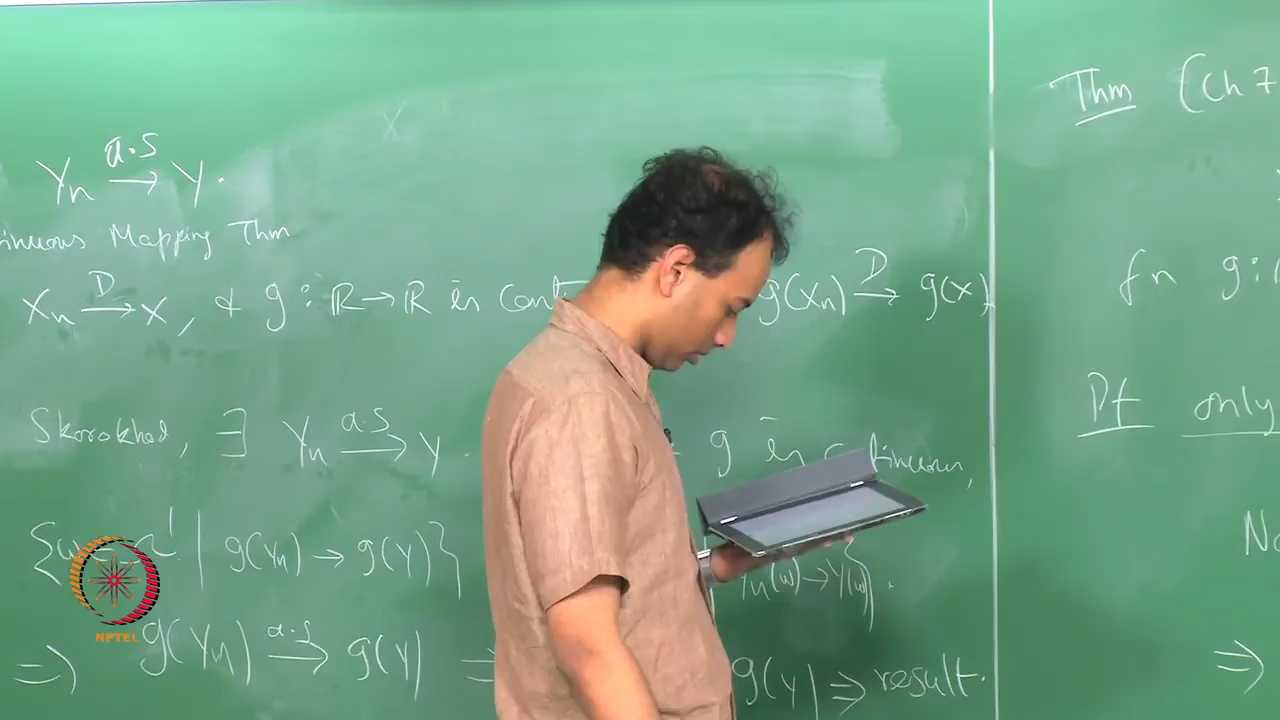 X
Yn a.s → Y.
tinuous Mapping Thm
Xn D → X, & g : ℝ → ℝ is cont g(Xn) D → g(X)
Skorokhod, ∃ Yn a.s → Y. g is continuous,
{ω ∈ Ω' | g(Yn) → g(Y)} Yn(ω) → Y(ω)}.
⇒ g(Yn) a.s → g(Y) ⇒ g(Y) ⇒ result.
Thm (Ch 7
fn g :
Pf only
No
⇒
NPTEL